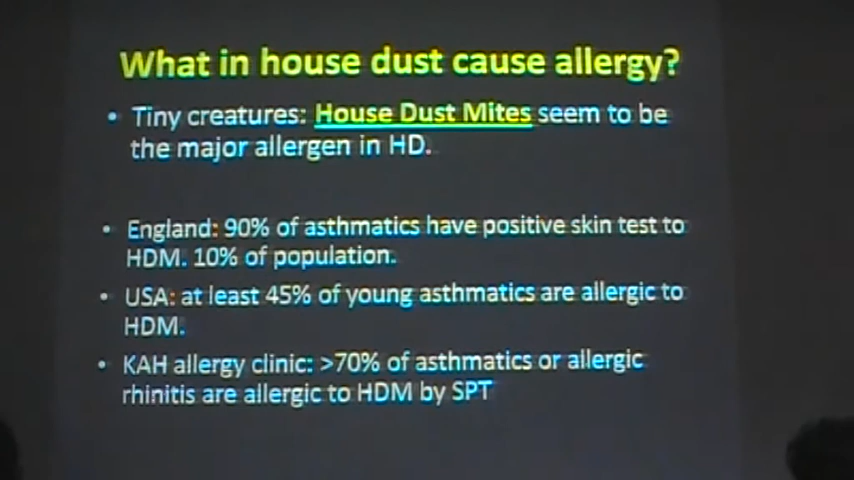 What in house dust cause allergy?
• Tiny creatures: House Dust Mites seem to be
the major allergen in HD.
• England: 90% of asthmatics have positive skin test to
HDM. 10% of population.
• USA: at least 45% of young asthmatics are allergic to
HDM.
• KAH allergy clinic: >70% of asthmatics or allergic
rhinitis are allergic to HDM by SPT